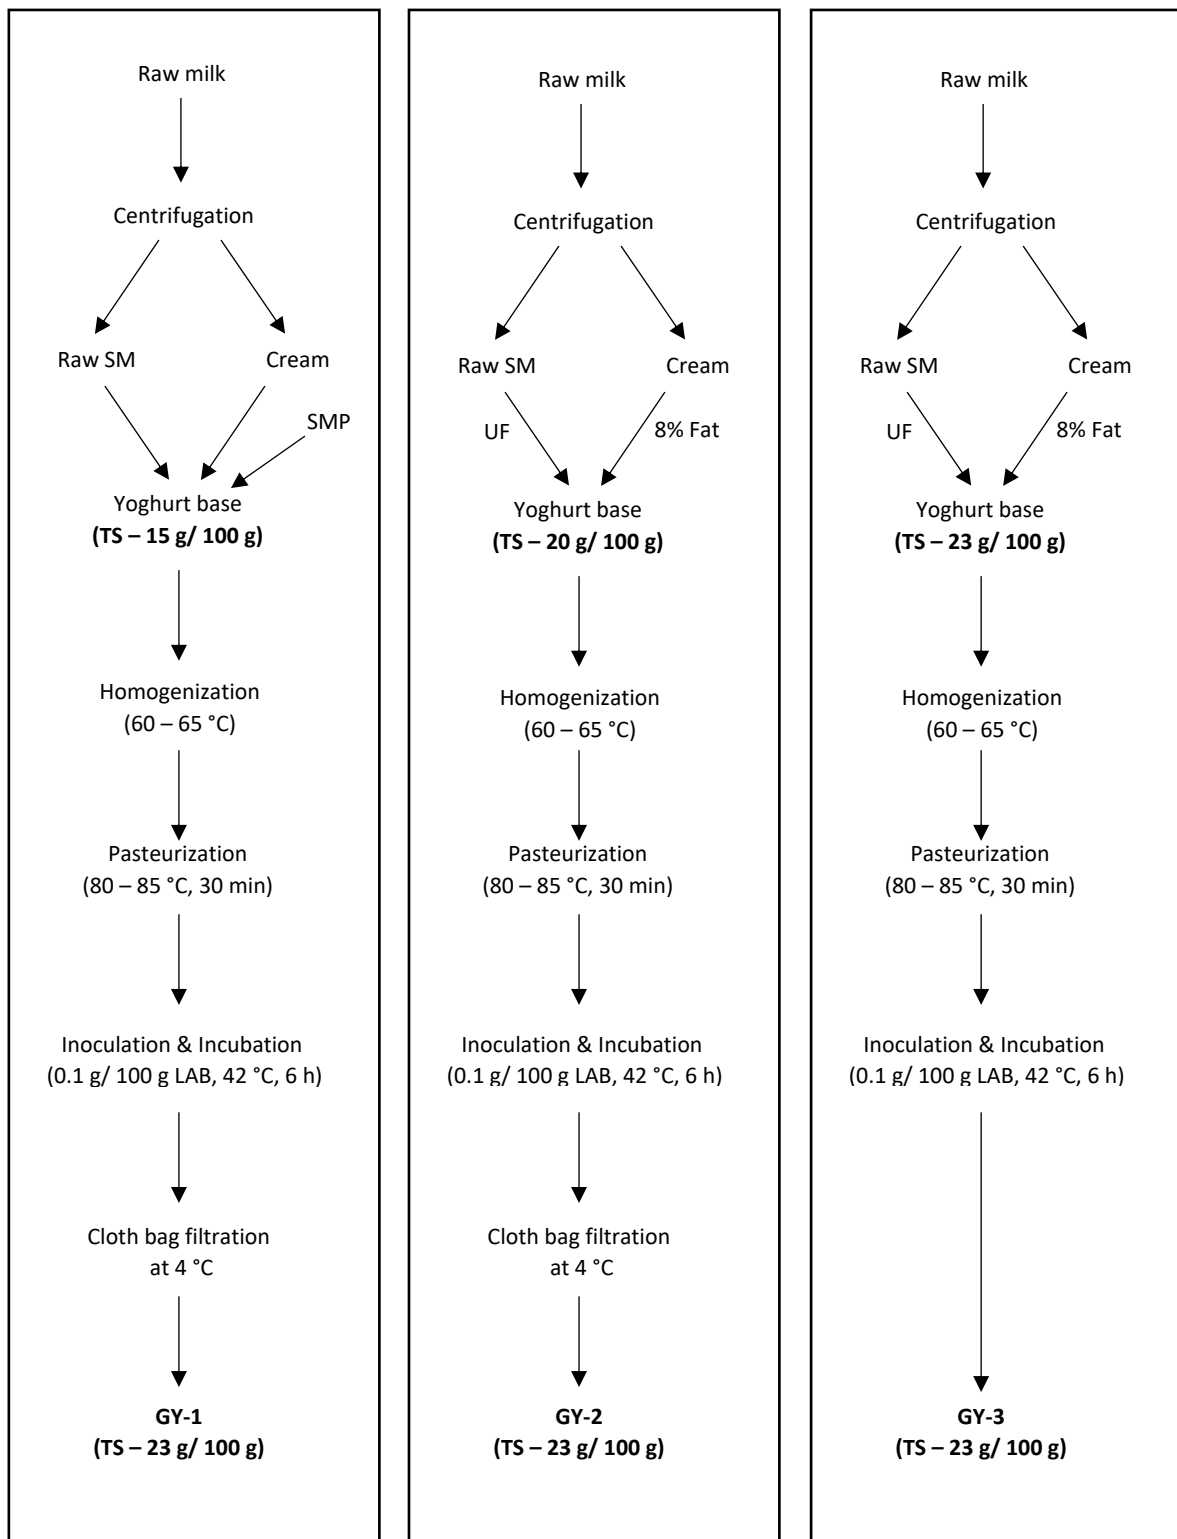 Raw milk
Centrifugation
Raw SM
Cream
SMP
Yoghurt base
(TS – 15 g/ 100 g)
Homogenization
(60 – 65 °C)
Pasteurization
(80 – 85 °C, 30 min)
Inoculation & Incubation
(0.1 g/ 100 g LAB, 42 °C, 6 h)
Cloth bag filtration
at 4 °C
GY-1
(TS – 23 g/ 100 g)
Raw milk
Centrifugation
Raw SM
Cream
UF
8% Fat
Yoghurt base
(TS – 20 g/ 100 g)
Homogenization
(60 – 65 °C)
Pasteurization
(80 – 85 °C, 30 min)
Inoculation & Incubation
(0.1 g/ 100 g LAB, 42 °C, 6 h)
Cloth bag filtration
at 4 °C
GY-2
(TS – 23 g/ 100 g)
Raw milk
Centrifugation
Raw SM
Cream
UF
8% Fat
Yoghurt base
(TS – 23 g/ 100 g)
Homogenization
(60 – 65 °C)
Pasteurization
(80 – 85 °C, 30 min)
Inoculation & Incubation
(0.1 g/ 100 g LAB, 42 °C, 6 h)
GY-3
(TS – 23 g/ 100 g)